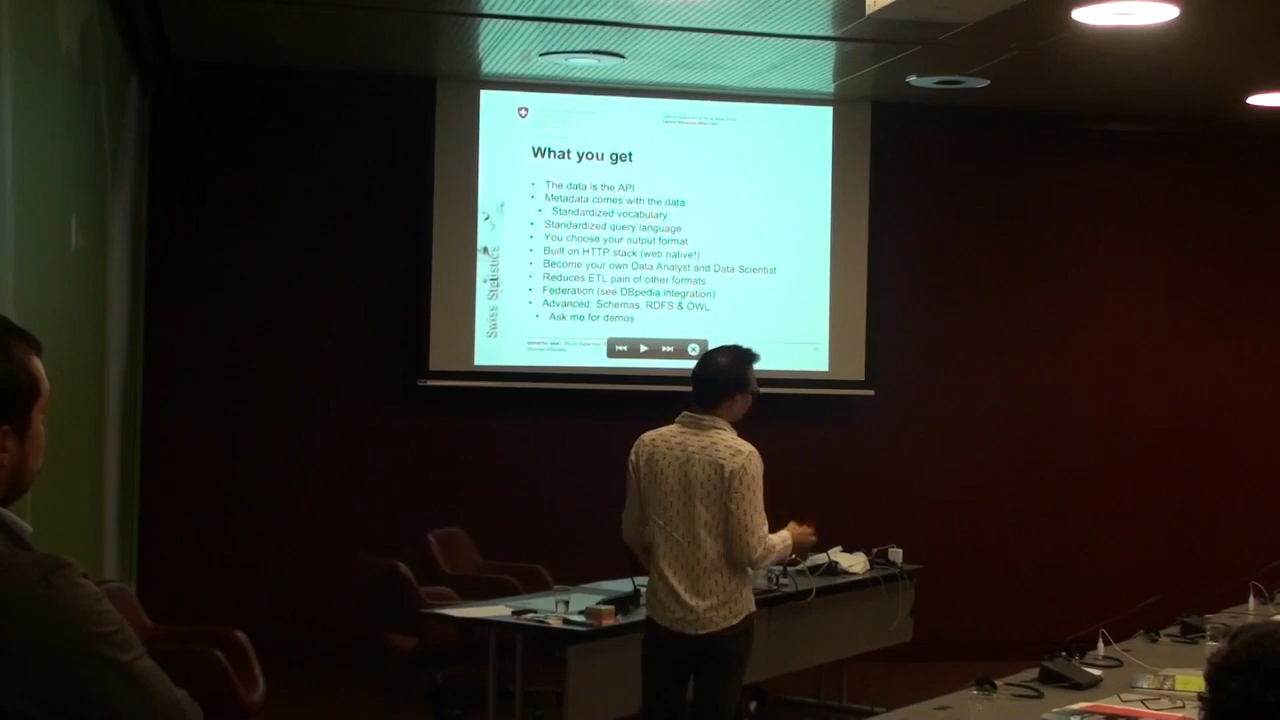 What you get
• The data is the API
• Metadata comes with the data
• Standardized vocabulary
• Standardized query language
• You choose your output format
• Built on HTTP stack (web native!)
• Become your own Data Analyst and Data Scientist
• Reduces ETL pain of other formats
• Federation (see DBpedia integration)
• Advanced: Schemas, RDFS & OWL
• Ask me for demos
Swiss Statistics